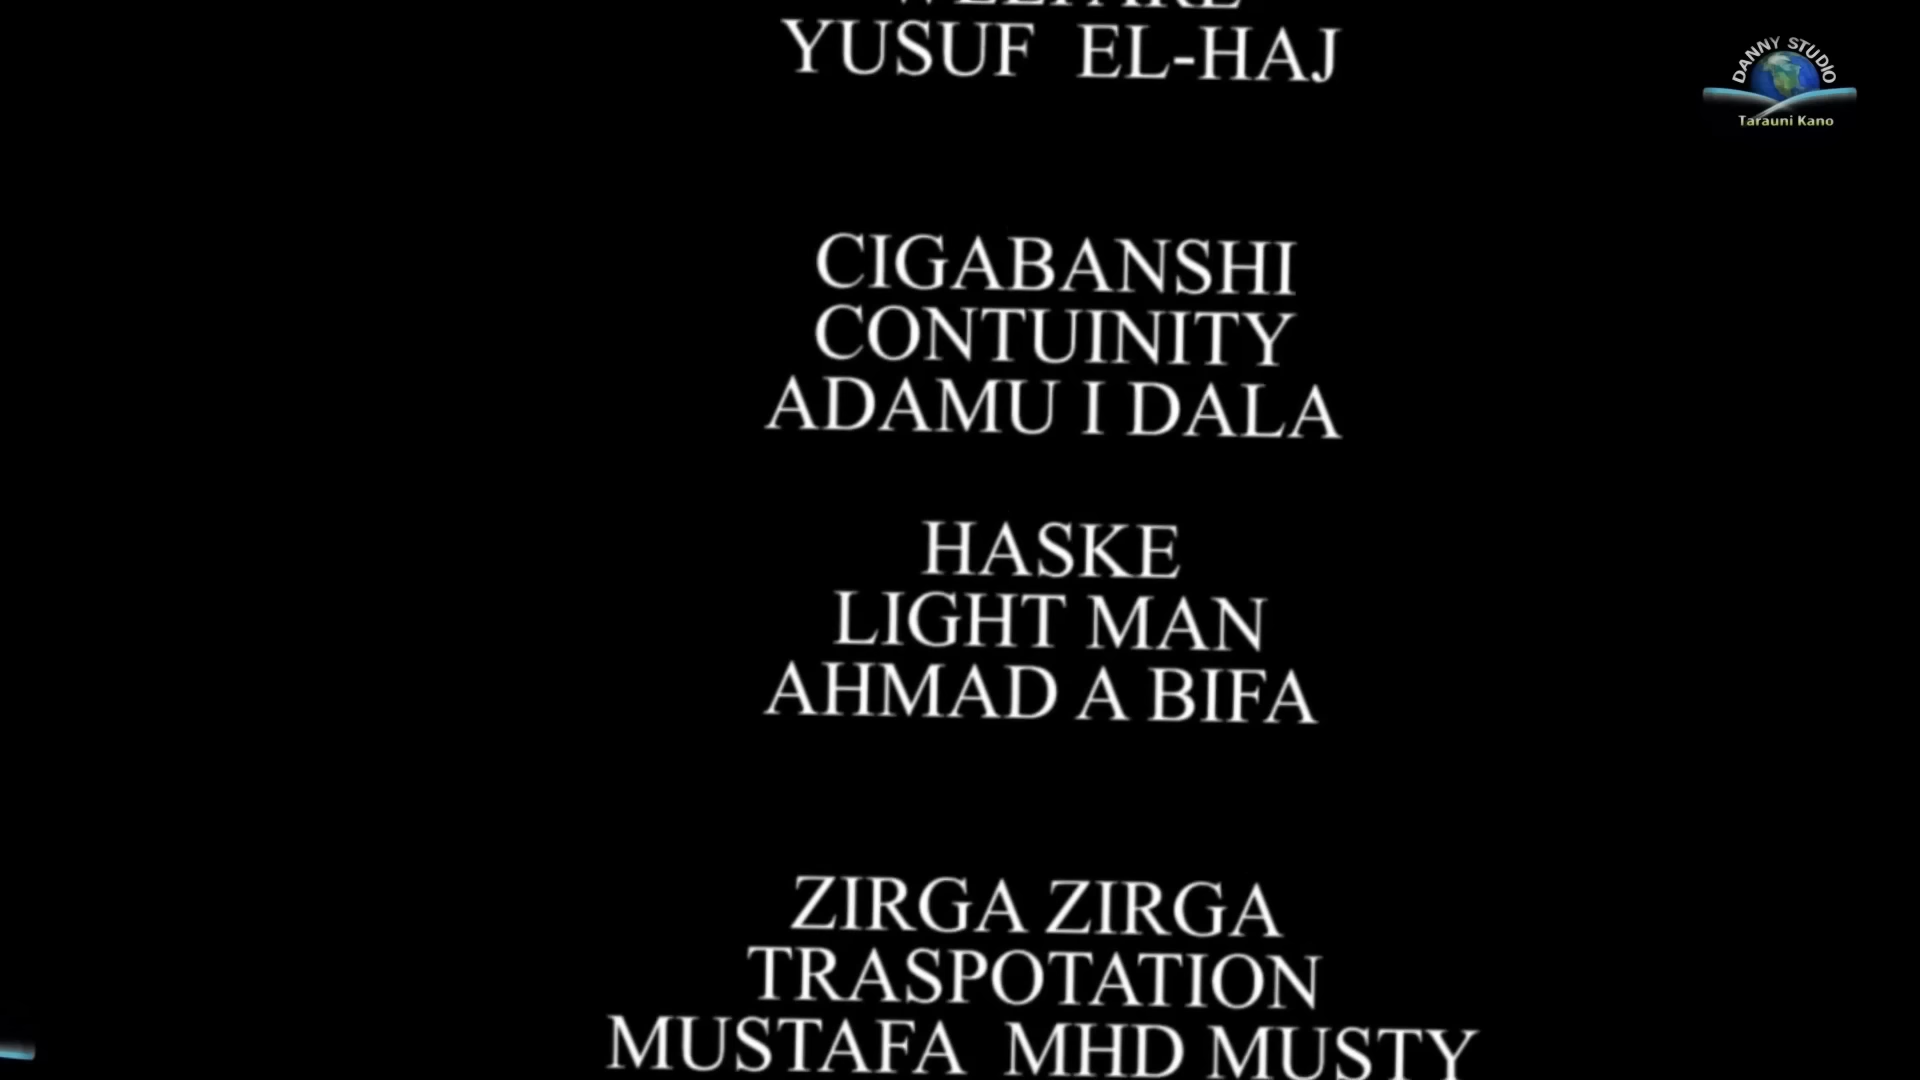 WELFARE
YUSUF EL-HAJ
DANNY STUDIO
Tarauni Kano
CIGABANSHI
CONTUINITY
ADAMU I DALA
HASKE
LIGHT MAN
AHMAD A BIFA
ZIRGA ZIRGA
TRASPOTATION
MUSTAFA MHD MUSTY